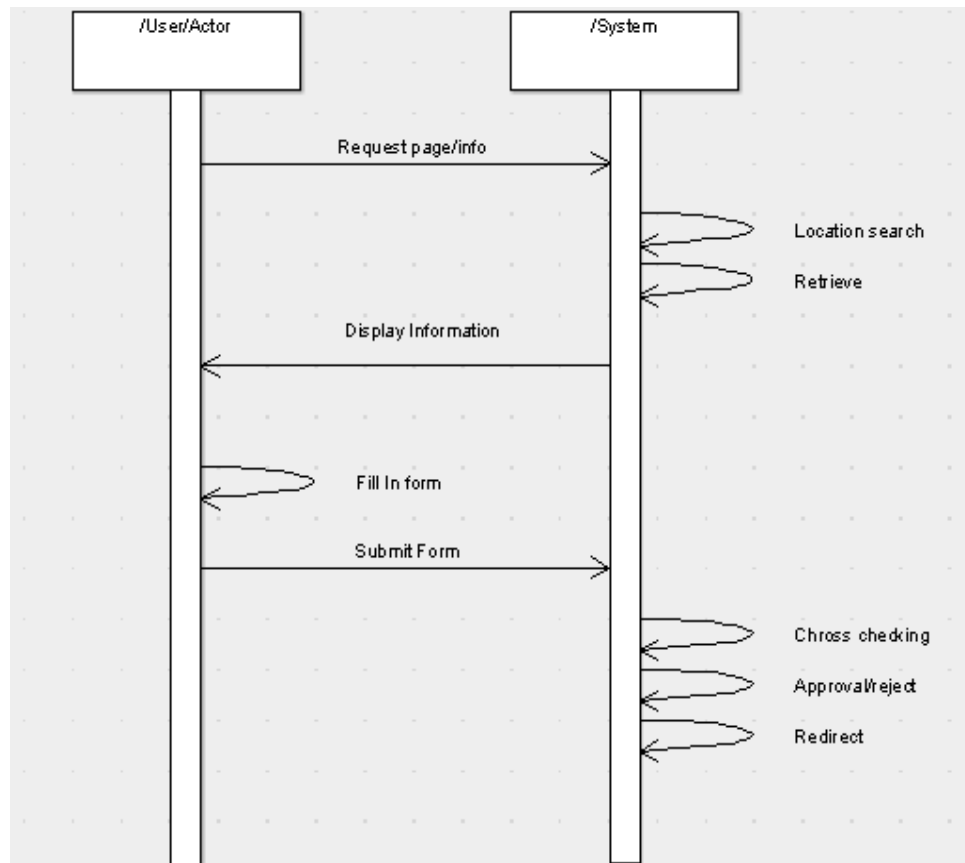 /User/Actor
/System
Request page/info
Location search
Retrieve
Display Information
Fill In form
Submit Form
Chross checking
Approval/reject
Redirect